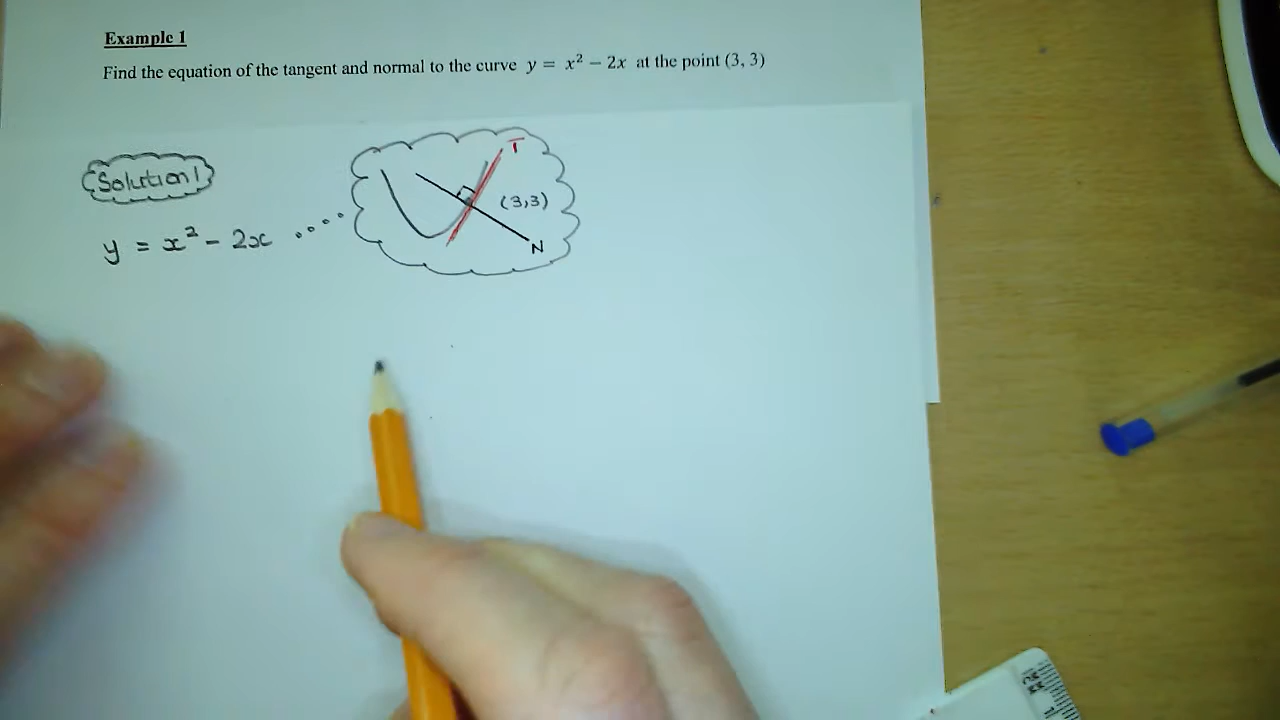 Example 1
Find the equation of the tangent and normal to the curve y = x² − 2x at the point (3, 3)
Solution!
T
(3,3)
N
y = x² - 2x